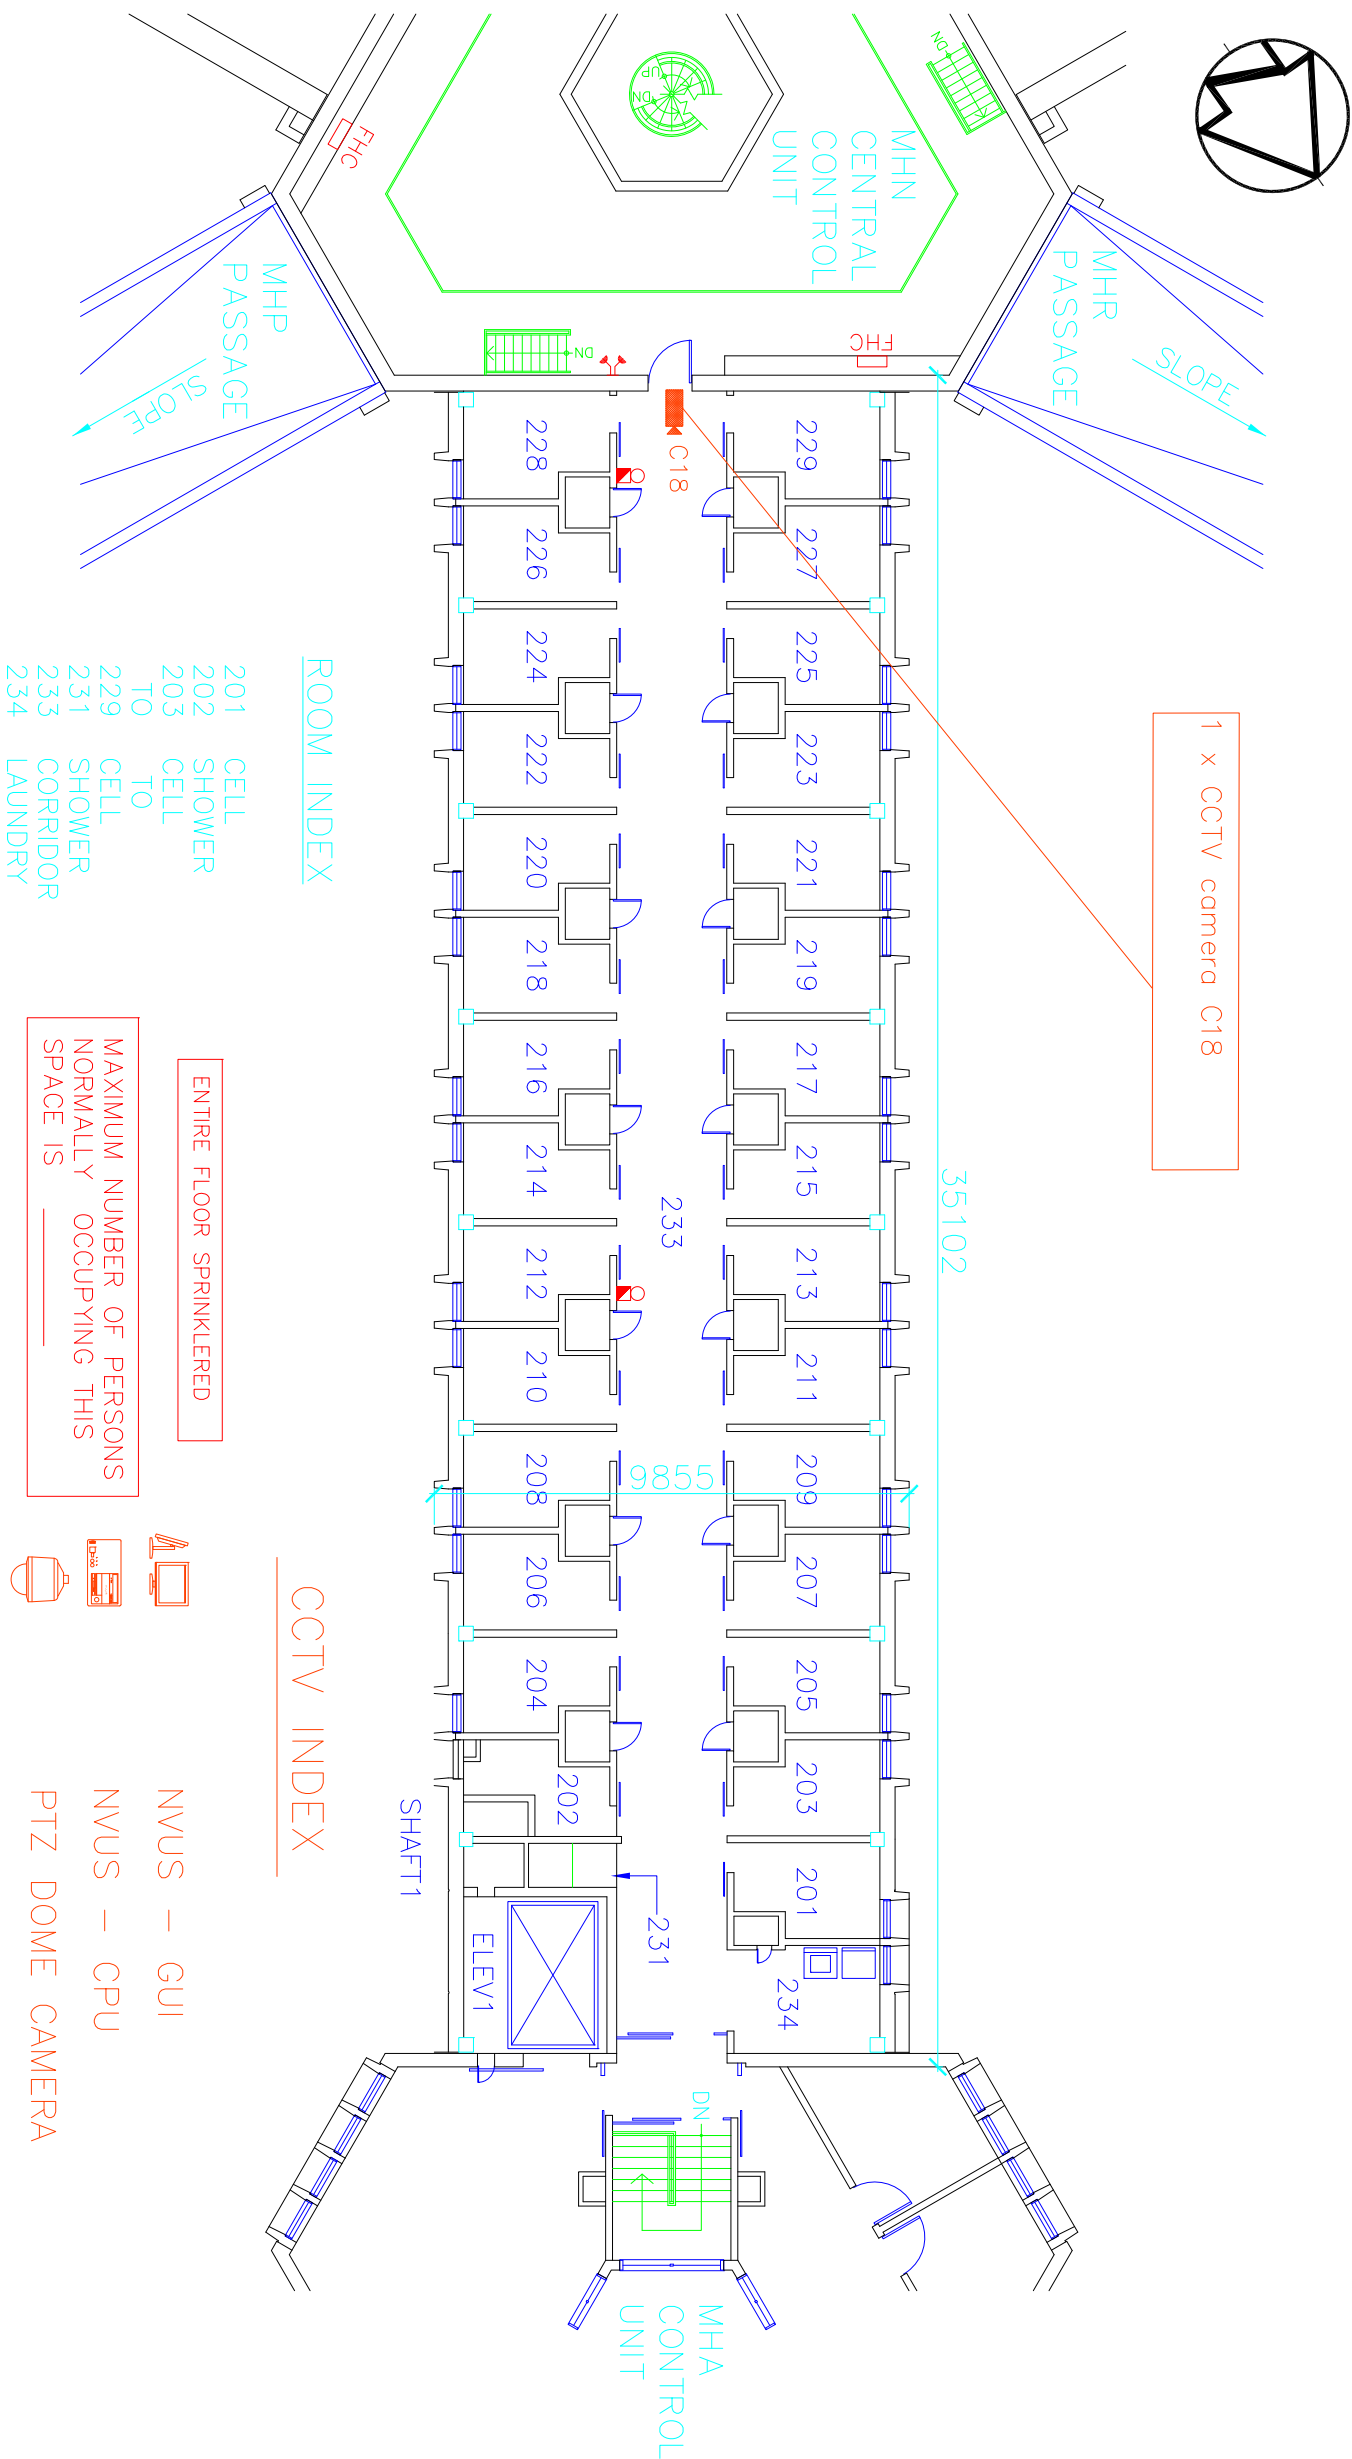 MHN
CENTRAL
CONTROL
UNIT
UP
DN
DN
DN
FHC
FHC
MHR
PASSAGE
SLOPE
MHP
PASSAGE
SLOPE
C18
1 x CCTV camera C18
35102
9855
229
227
225
223
221
219
217
215
213
211
209
207
205
203
201
234
233
231
228
226
224
222
220
218
216
214
212
210
208
206
204
202
SHAFT1
ELEV1
DN
MHA
CONTROL
UNIT
ROOM INDEX
201 CELL
202 SHOWER
203 CELL
TO TO
229 CELL
231 SHOWER
233 CORRIDOR
234 LAUNDRY
ENTIRE FLOOR SPRINKLERED
MAXIMUM NUMBER OF PERSONS
NORMALLY OCCUPYING THIS
SPACE IS
CCTV INDEX
NVUS – GUI
NVUS – CPU
PTZ DOME CAMERA